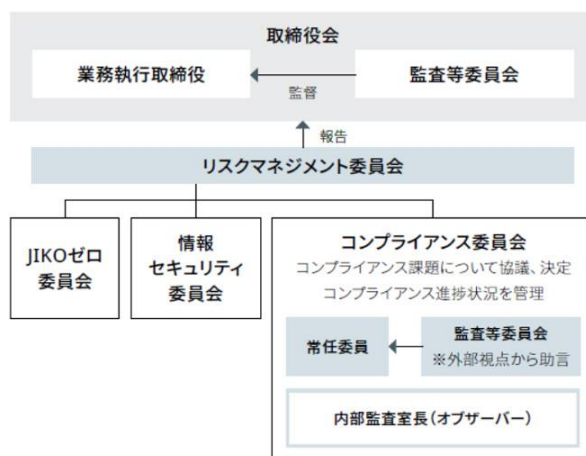 取締役会
業務執行取締役
監査等委員会
監督
報告
リスクマネジメント委員会
JIKOゼロ
委員会
情報
セキュリティ
委員会
コンプライアンス委員会
コンプライアンス課題について協議、決定
コンプライアンス進捗状況を管理
常任委員
監査等委員会
※外部視点から助言
内部監査室長(オブザーバー)